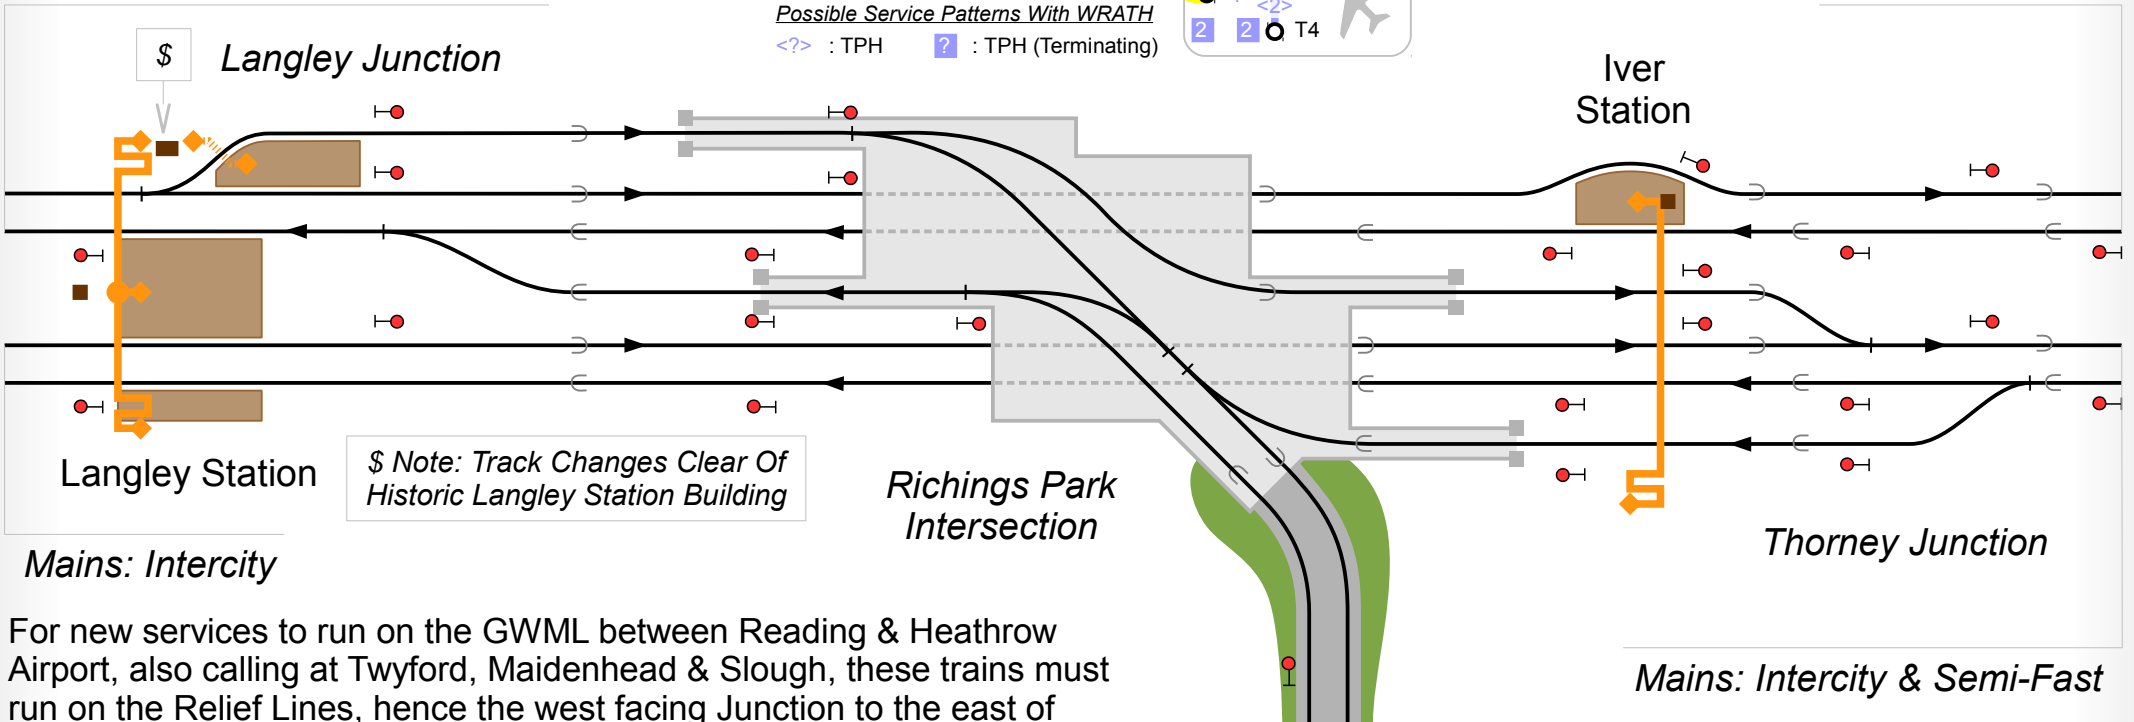 Possible Service Patterns With WRATH
<?> : TPH
? : TPH (Terminating)
<2>
2 2 T4
$
Langley Junction
Iver
Station
Langley Station
$ Note: Track Changes Clear Of
Historic Langley Station Building
Richings Park
Intersection
Thorney Junction
Mains: Intercity
Mains: Intercity & Semi-Fast
For new services to run on the GWML between Reading & Heathrow
Airport, also calling at Twyford, Maidenhead & Slough, these trains must
run on the Relief Lines, hence the west facing Junction to the east of